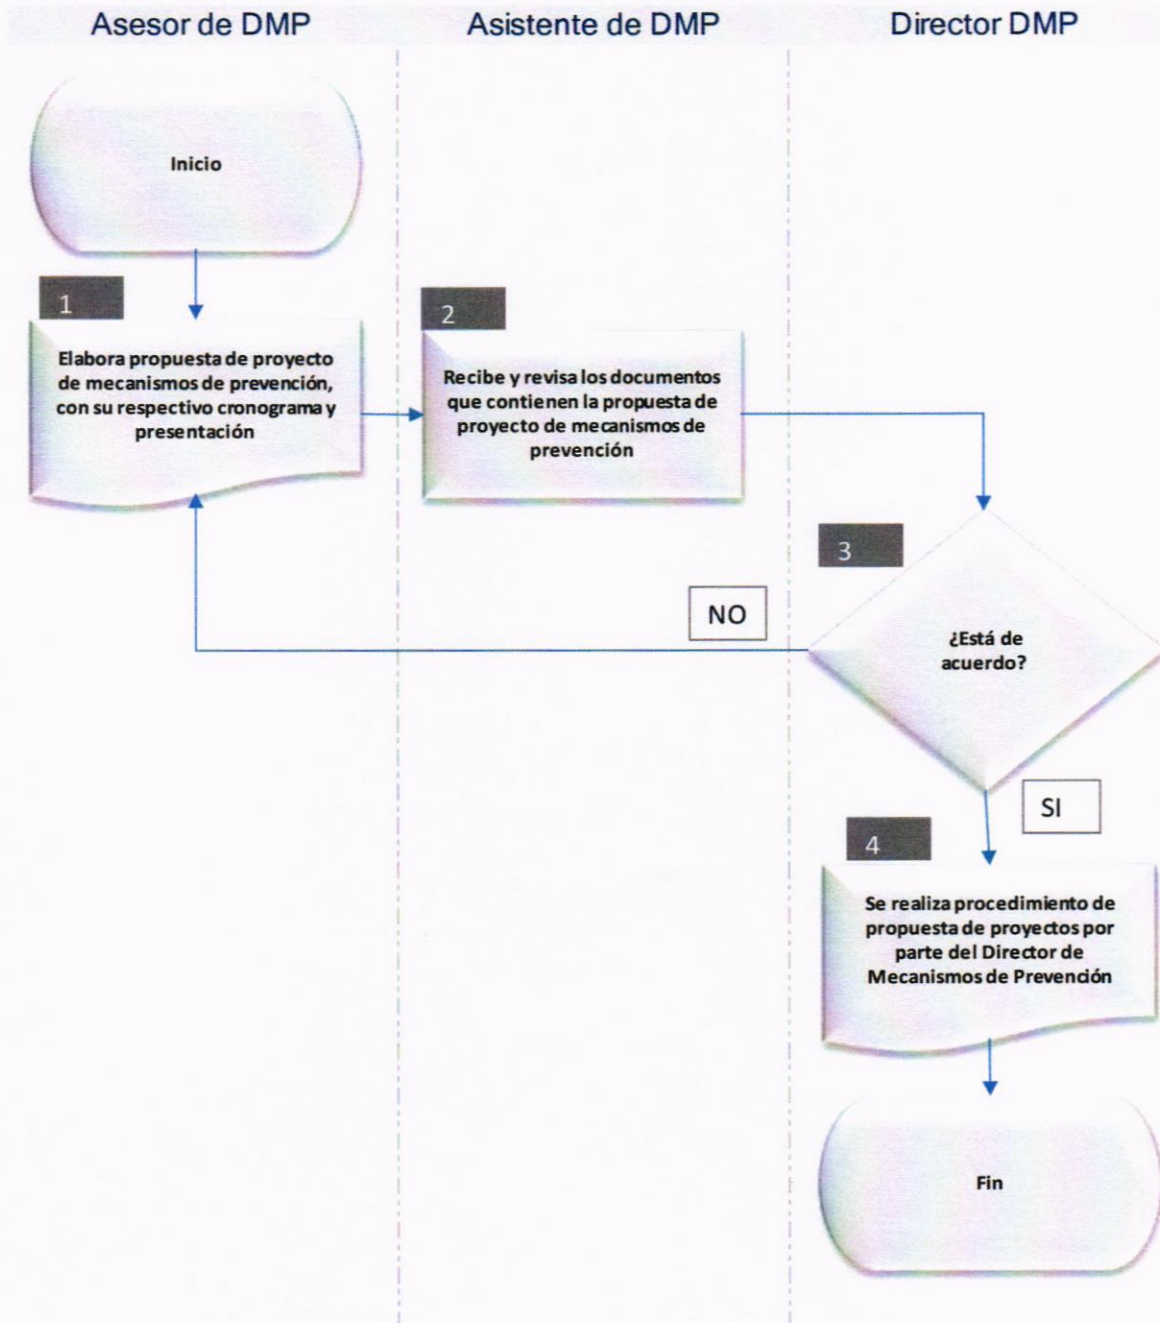 Asesor de DMP
Asistente de DMP
Director DMP
Inicio
1
Elabora propuesta de proyecto
de mecanismos de prevención,
con su respectivo cronograma y
presentación
2
Recibe y revisa los documentos
que contienen la propuesta de
proyecto de mecanismos de
prevención
3
¿Está de
acuerdo?
NO
SI
4
Se realiza procedimiento de
propuesta de proyectos por
parte del Director de
Mecanismos de Prevención
Fin